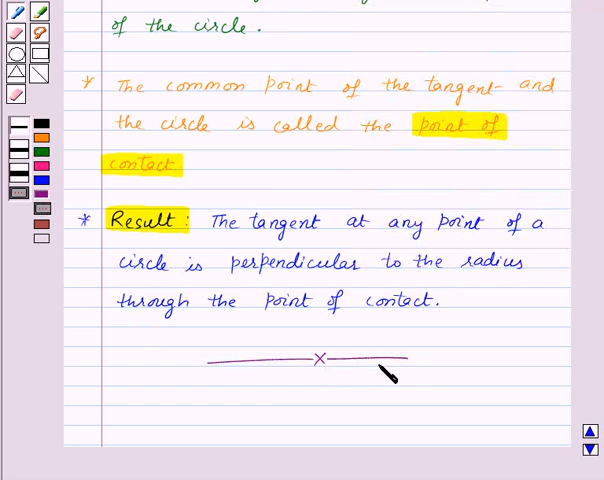 of the circle.
* The common point of the tangent and
the circle is called the point of
contact
* Result: The tangent at any point of a
circle is perpendicular to the radius
through the point of contact.